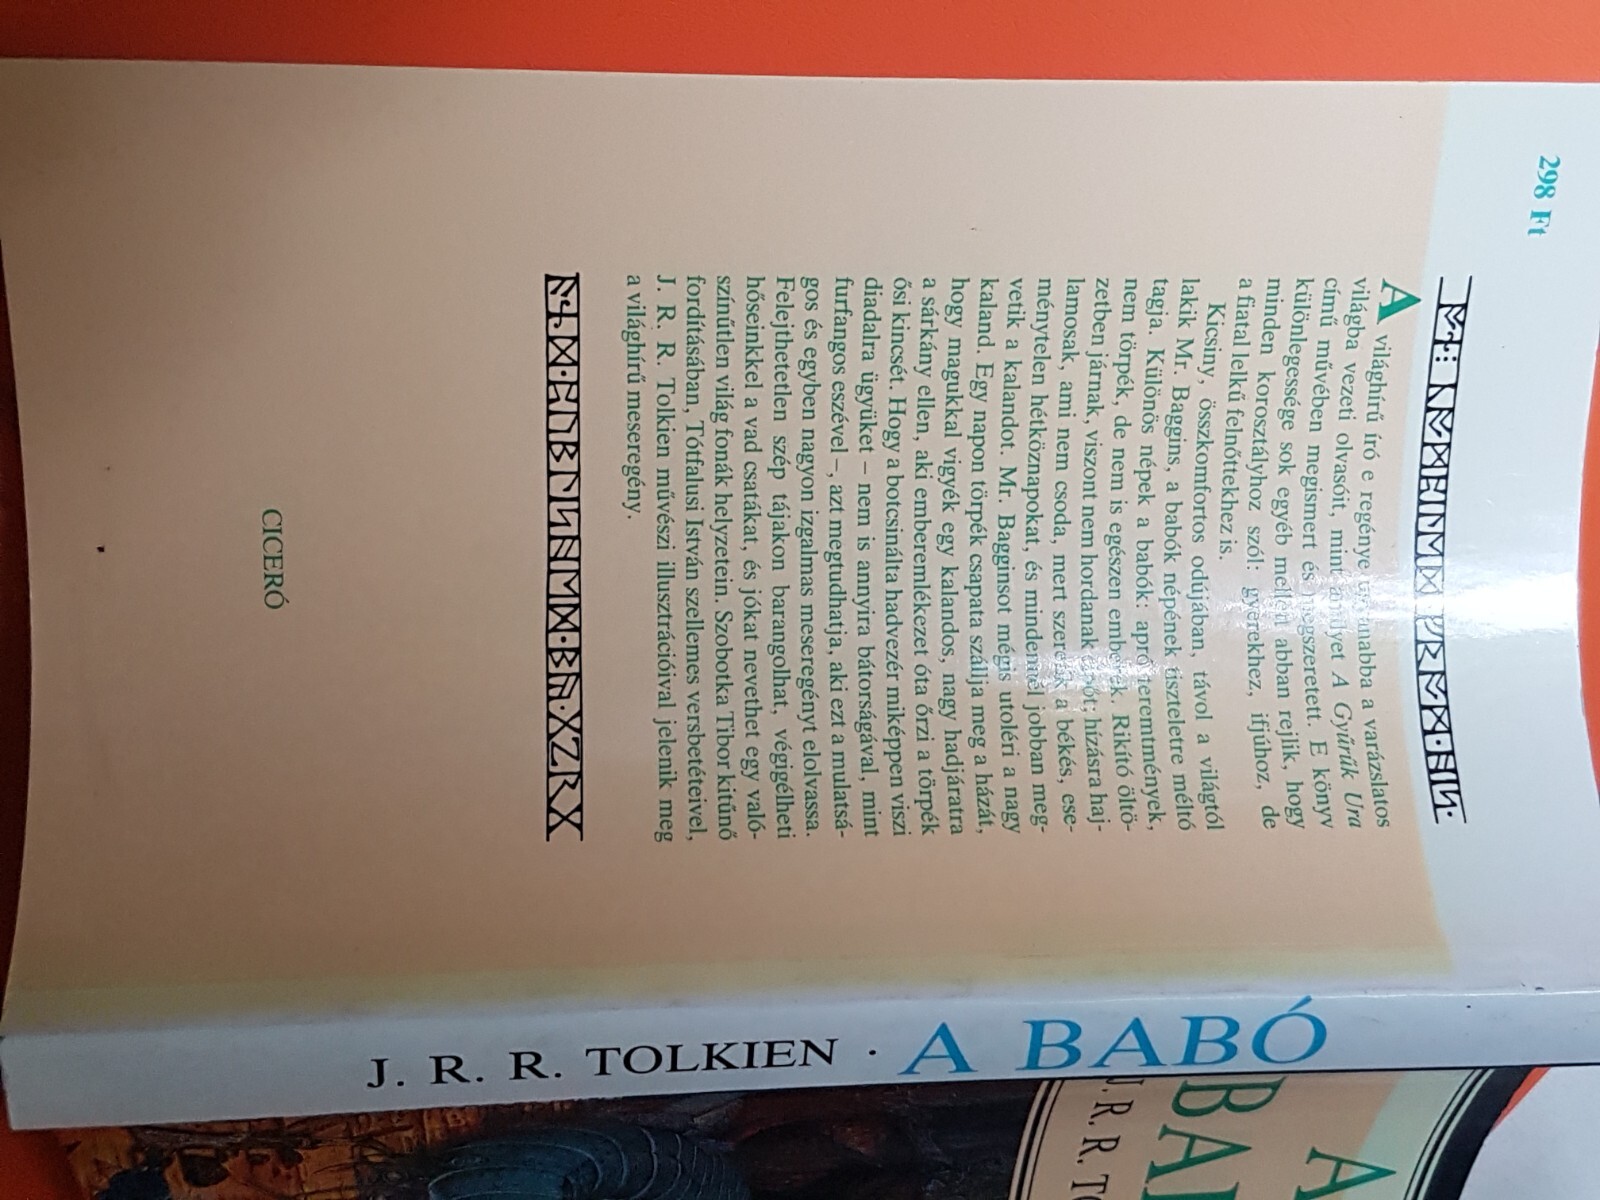 298 Ft
A világhírű író e regénye a varázslatos
világba vezeti olvasóit, mint A Gyűrűk Ura
című művében megismert és megszeretett. E könyv
különlegessége sok egyéb mellett abban rejlik, hogy
minden korosztályhoz szól: gyerekhez, ifjúhoz, de
a fiatal lelkű felnőttekhez is.
Kicsiny, összkomfortos odújában, távol a világtól
lakik Mr. Baggins, a babók népének tiszteletre méltó
tagja. Különös népek a babók: apró teremtmények,
nem törpék, de nem is egészen emberek. Rikító öltö-
zetben járnak, viszont nem hordanak cipőt; hízásra haj-
lamosak, ami nem csoda, mert szeretik a békés, ese-
ménytelen hétköznapokat, és mindennél jobban meg-
vetik a kalandot. Mr. Bagginsot mégis utoléri a nagy
kaland. Egy napon törpék csapata szállja meg a házát,
hogy magukkal vigyék egy kalandos, nagy hadjáratra
a sárkány ellen, aki emberemlékezet óta őrzi a törpék
ősi kincsét. Hogy a botcsinálta hadvezér miképpen viszi
diadalra ügyüket – nem is annyira bátorságával, mint
furfangos eszével –, azt megtudhatja, aki ezt a mulatsá-
gos és egyben nagyon izgalmas meseregényt elolvassa.
Felejthetetlen szép tájakon barangolhat, végigélheti
hőseinkkel a vad csatákat, és jókat nevethet egy való-
színűtlen világ fonák helyzetein. Szobotka Tibor kitűnő
fordításában, Tótfalusi István szellemes versbetéteivel,
J. R. R. Tolkien művészi illusztrációival jelenik meg
a világhírű meseregény.
CICERÓ
J. R. R. TOLKIEN · A BABÓ
A
BA
J. R. R. TO